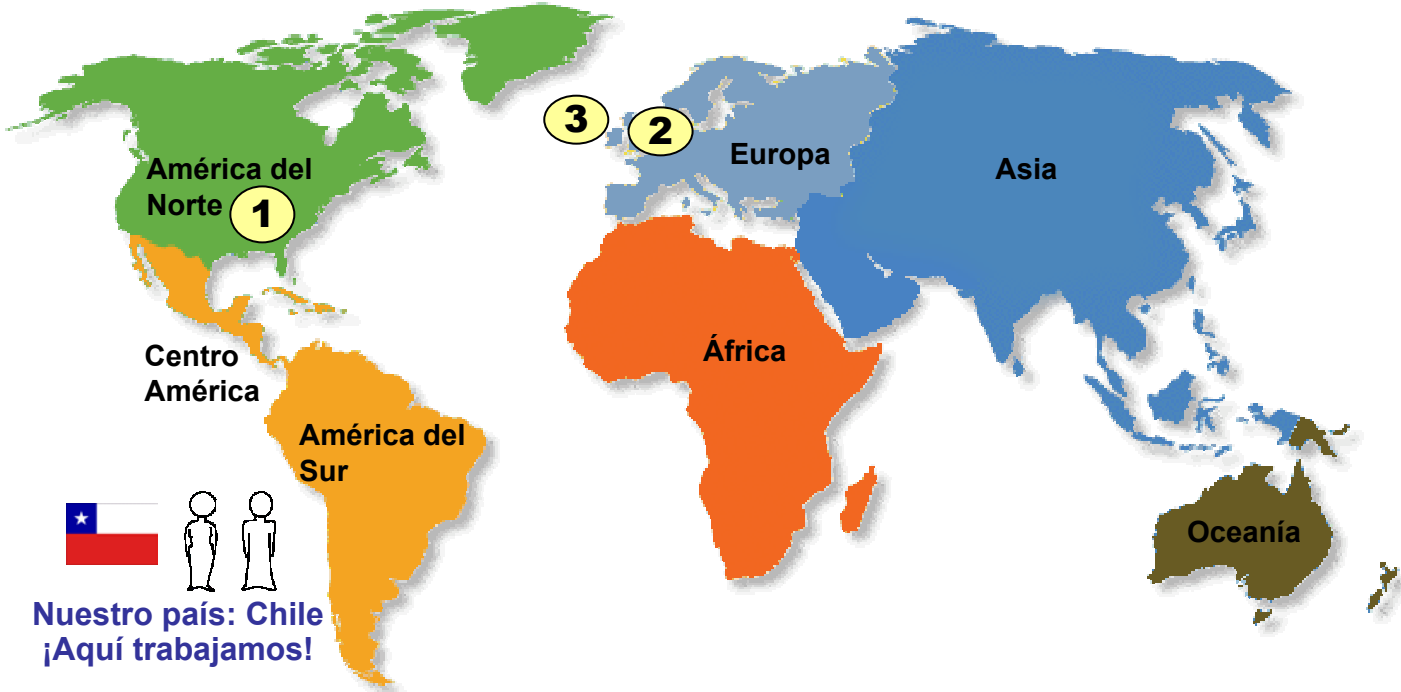 3
2
Europa
América del
Norte
1
Asia
Centro
América
África
América del
Sur
Oceanía
Nuestro país: Chile
¡Aquí trabajamos!